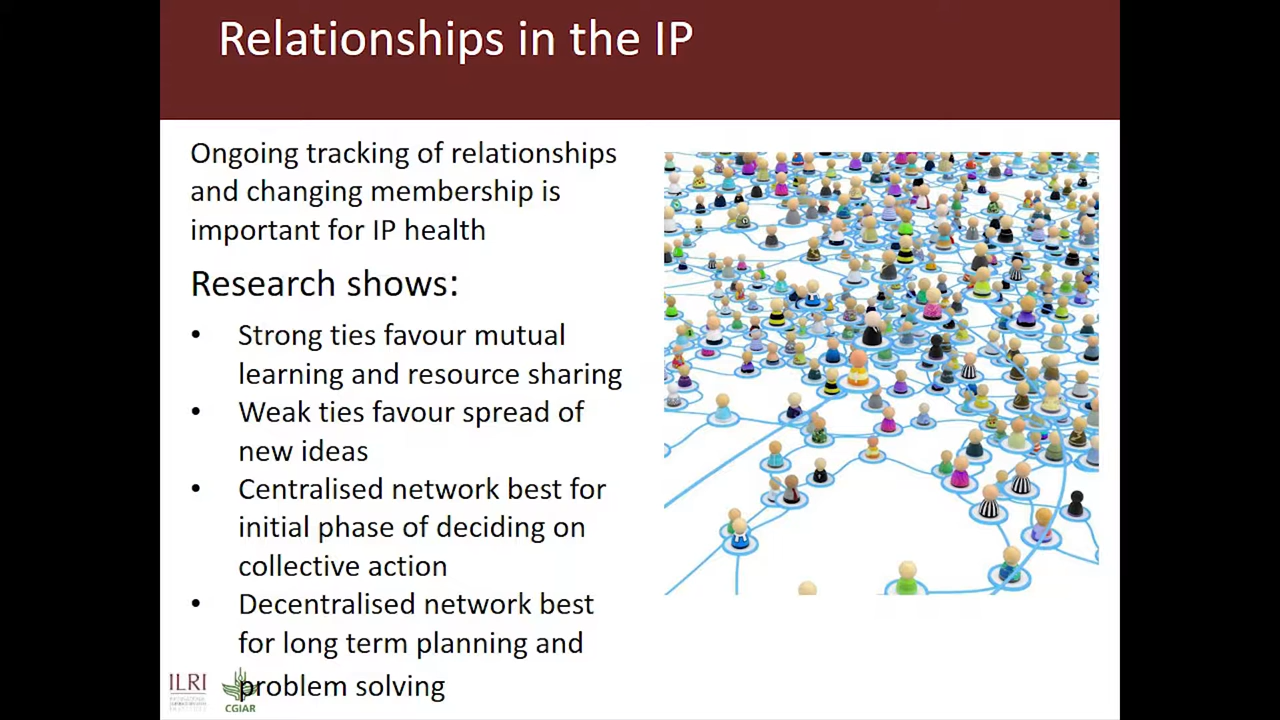 Relationships in the IP
Ongoing tracking of relationships
and changing membership is
important for IP health
Research shows:
• Strong ties favour mutual
learning and resource sharing
• Weak ties favour spread of
new ideas
• Centralised network best for
initial phase of deciding on
collective action
• Decentralised network best
for long term planning and
problem solving
ILRI
CGIAR